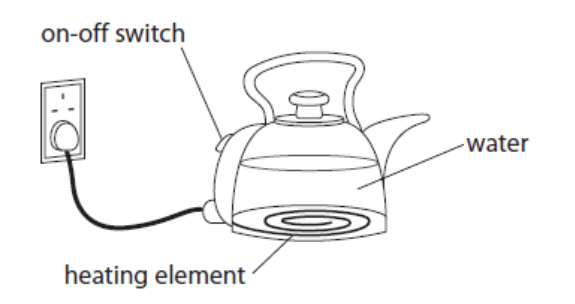 on-off switch
water
heating element